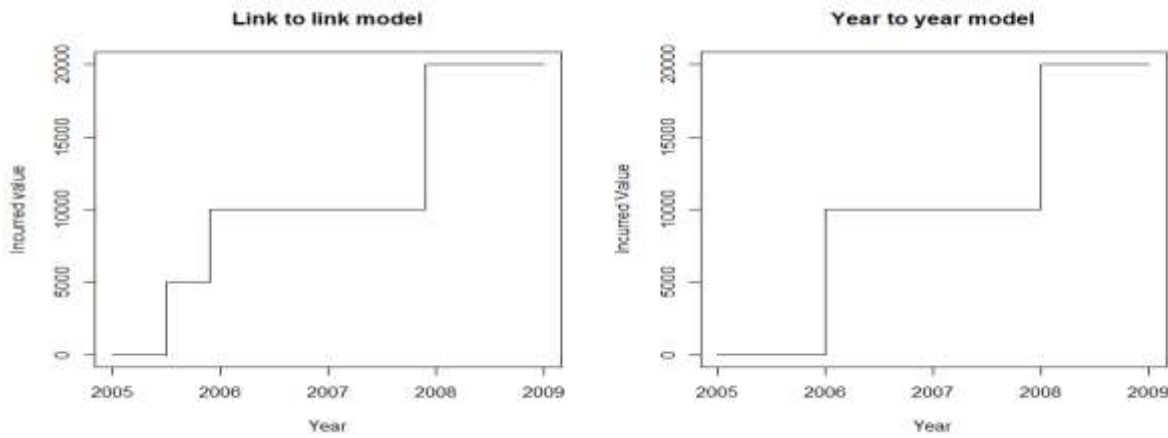 Link to link model
Incurred value
20000
15000
10000
5000
0
2005 2006 2007 2008 2009
Year
Year to year model
Incurred Value
20000
15000
10000
5000
0
2005 2006 2007 2008 2009
Year